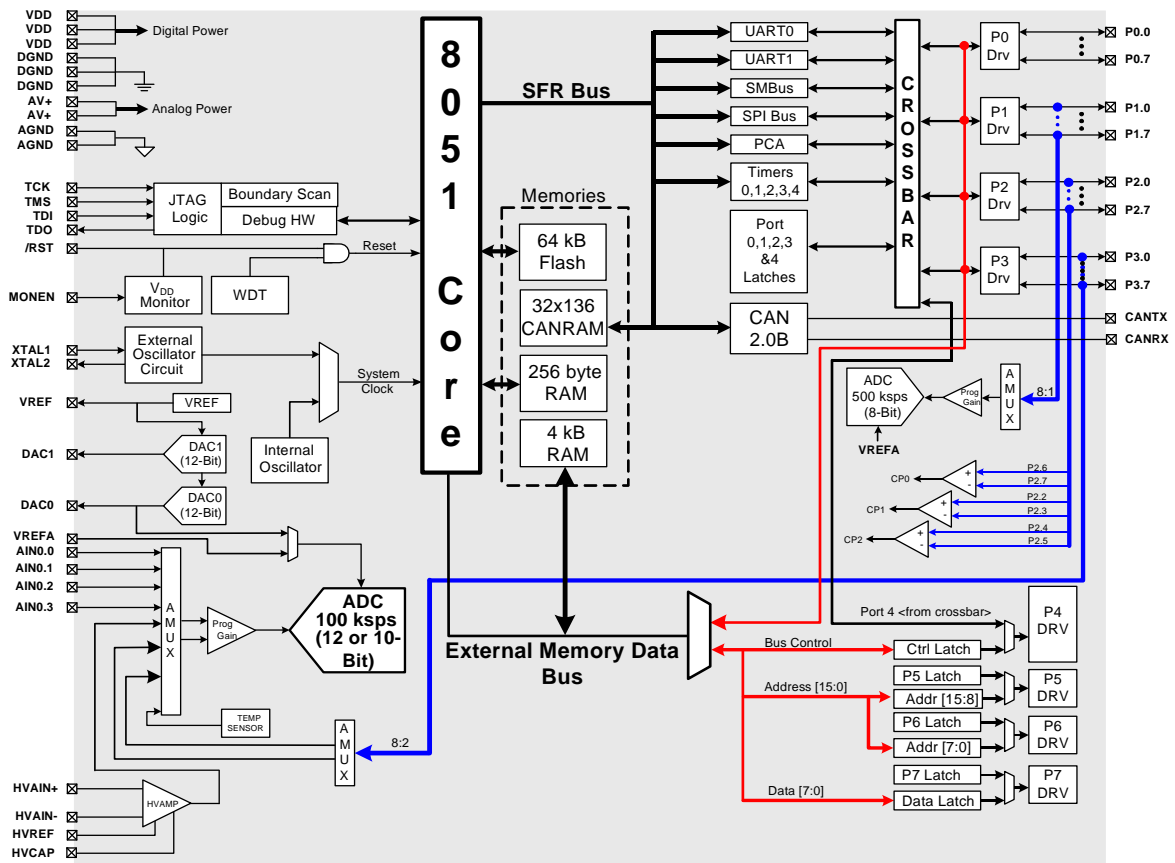 VDD
VDD
VDD
Digital Power
DGND
DGND
DGND
AV+
AV+
Analog Power
AGND
AGND
TCK
TMS
TDI
TDO
/RST
MONEN
XTAL1
XTAL2
VREF
DAC1
DAC0
VREFA
AIN0.0
AIN0.1
AIN0.2
AIN0.3
HVAIN+
HVAIN-
HVREF
HVCAP
JTAG
Logic
Boundary Scan
Debug HW
Reset
VDD
Monitor
WDT
External
Oscillator
Circuit
System
Clock
VREF
Internal
Oscillator
DAC1
(12-Bit)
DAC0
(12-Bit)
A
M
U
X
Prog
Gain
ADC
100 ksps
(12 or 10-
Bit)
TEMP
SENSOR
A
M
U
X
8:2
HVAMP
8
0
5
1
C
o
r
e
SFR Bus
Memories
64 kB
Flash
32x136
CANRAM
256 byte
RAM
4 kB
RAM
External Memory Data
Bus
UART0
UART1
SMBus
SPI Bus
PCA
Timers
0,1,2,3,4
Port
0,1,2,3
&4
Latches
CAN
2.0B
C
R
O
S
S
B
A
R
P0
Drv
P1
Drv
P2
Drv
P3
Drv
P0.0
P0.7
P1.0
P1.7
P2.0
P2.7
P3.0
P3.7
CANTX
CANRX
ADC
500 ksps
(8-Bit)
VREFA
Prog
Gain
A
M
U
X
8:1
CP0
+
-
P2.6
P2.7
CP1
+
-
P2.2
P2.3
CP2
+
-
P2.4
P2.5
Port 4 <from crossbar>
Bus Control
Ctrl Latch
P4
DRV
Address [15:0]
P5 Latch
Addr [15:8]
P5
DRV
P6 Latch
Addr [7:0]
P6
DRV
Data [7:0]
P7 Latch
Data Latch
P7
DRV